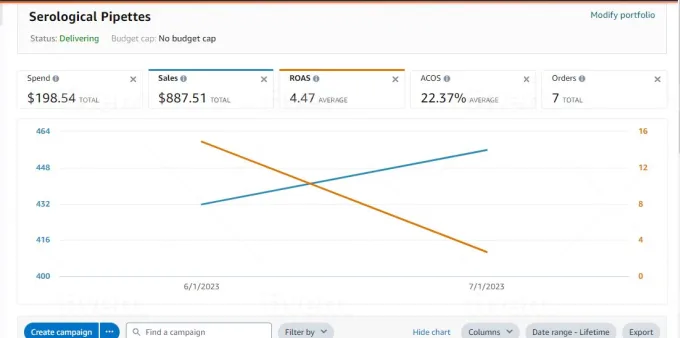 Serological Pipettes
Modify portfolio
Status: Delivering Budget cap: No budget cap
Spend Sales ROAS ACOS Orders
$198.54 TOTAL $887.51 TOTAL 4.47 AVERAGE 22.37% AVERAGE 7 TOTAL
464 16
448 12
432 8
416 4
400 0
6/1/2023 7/1/2023
Create campaign ... Find a campaign Filter by Hide chart Columns Date range - Lifetime Export